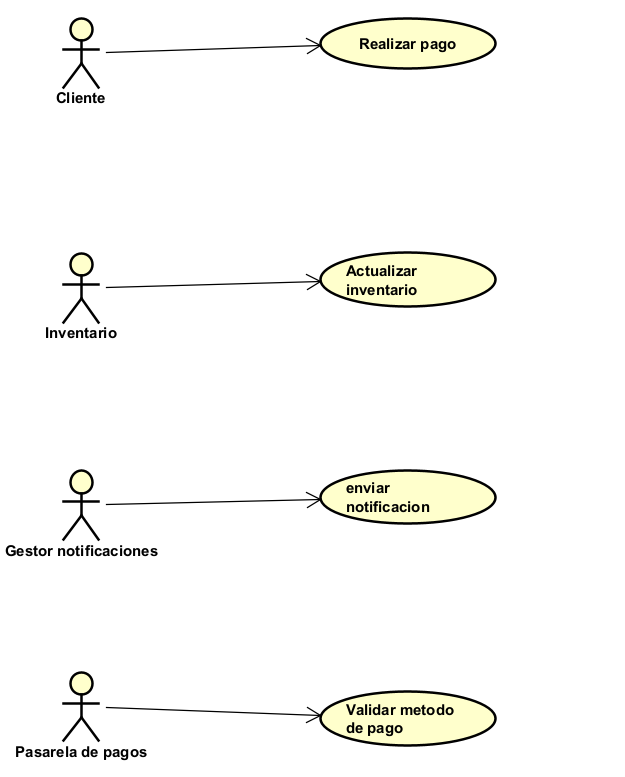 Realizar pago
Cliente
Actualizar
inventario
Inventario
enviar
notificacion
Gestor notificaciones
Validar metodo
de pago
Pasarela de pagos